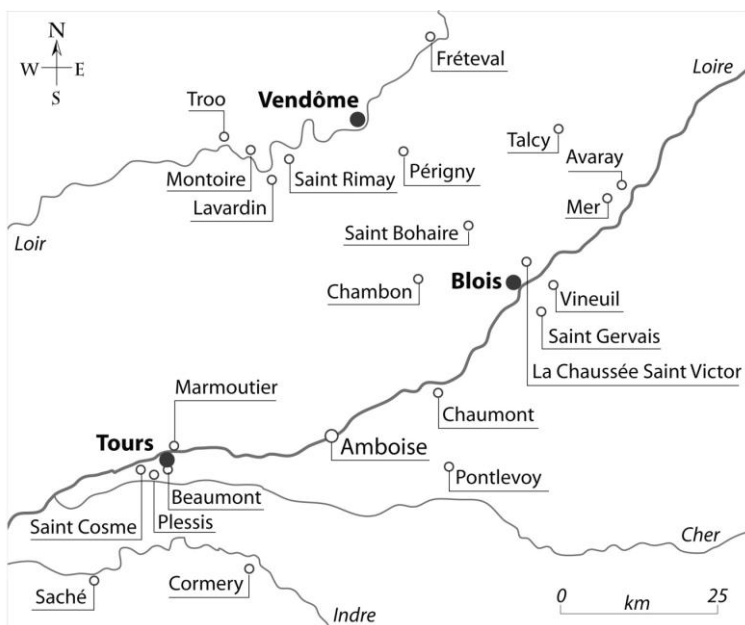 N
W E
S
Fréteval
Loire
Vendôme
Troo
Talcy
Avaray
Montoire
Saint Rimay
Périgny
Mer
Lavardin
Loir
Saint Bohaire
Chambon
Blois
Vineuil
Saint Gervais
La Chaussée Saint Victor
Marmoutier
Chaumont
Tours
Amboise
Pontlevoy
Beaumont
Saint Cosme
Plessis
Cher
Saché
Cormery
Indre
0 25
km